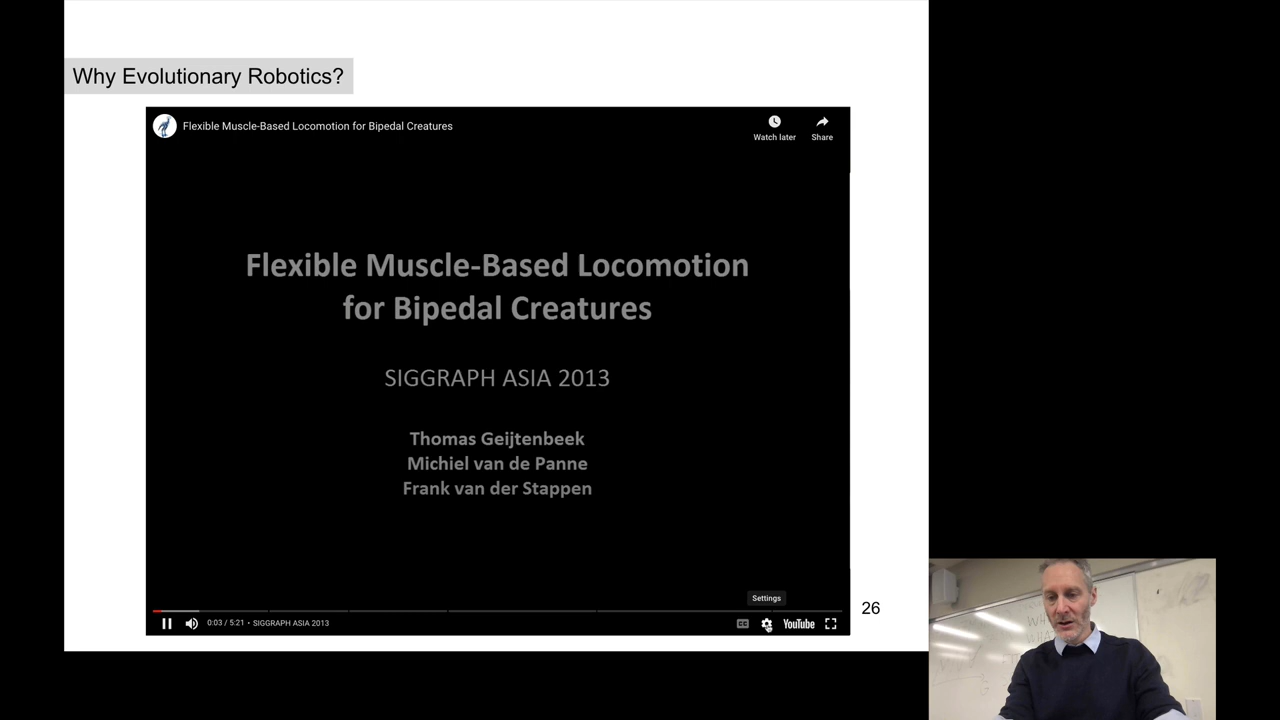 Why Evolutionary Robotics?
Flexible Muscle-Based Locomotion for Bipedal Creatures
Watch later
Share
Flexible Muscle-Based Locomotion
for Bipedal Creatures
SIGGRAPH ASIA 2013
Thomas Geijtenbeek
Michiel van de Panne
Frank van der Stappen
Settings
0:03 / 5:21 • SIGGRAPH ASIA 2013
CC
YouTube
26